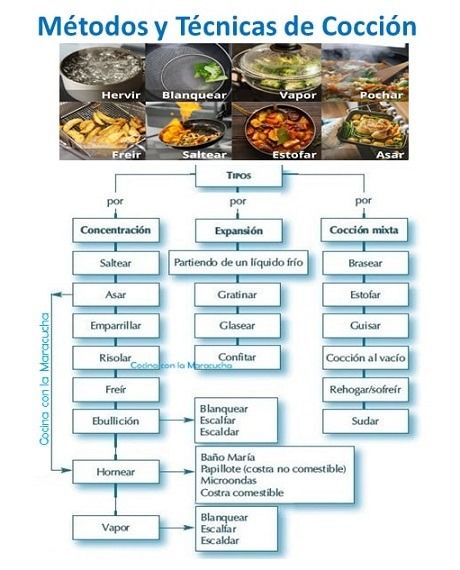 Métodos y Técnicas de Cocción
Hervir
Blanquear
Vapor
Pochar
Freír
Saltear
Estofar
Asar
TIPOS
por
por
por
Concentración
Expansión
Cocción mixta
Saltear
Partiendo de un líquido frío
Brasear
Asar
Gratinar
Estofar
Emparrillar
Glasear
Guisar
Risolar
Confitar
Cocción al vacío
Cocina con la Maracucha
Freír
Rehogar/sofreír
Ebullición
Blanquear
Escalfar
Escaldar
Sudar
Hornear
Baño María
Papillote (costra no comestible)
Microondas
Costra comestible
Vapor
Blanquear
Escalfar
Escaldar
Cocina con la Maracucha